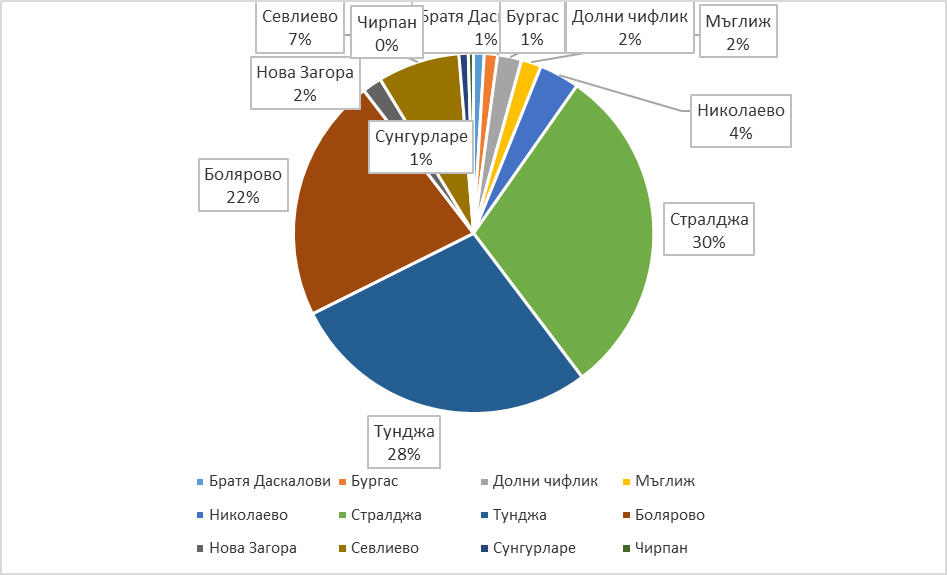 Севлиево
7%
Чирпан
0%
Братя Дас
1%
Бургас
1%
Долни чифлик
2%
Мъглиж
2%
Нова Загора
2%
Николаево
4%
Сунгурларе
1%
Болярово
22%
Стралджа
30%
Тунджа
28%
Братя Даскалови Бургас Долни чифлик Мъглиж
Николаево Стралджа Тунджа Болярово
Нова Загора Севлиево Сунгурларе Чирпан